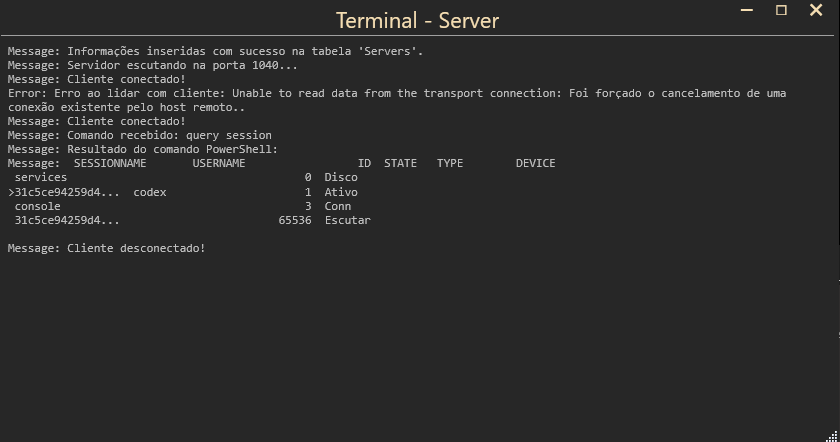 Terminal - Server
Message: Informações inseridas com sucesso na tabela 'Servers'.
Message: Servidor escutando na porta 1040...
Message: Cliente conectado!
Error: Erro ao lidar com cliente: Unable to read data from the transport connection: Foi forçado o cancelamento de uma
conexão existente pelo host remoto..
Message: Cliente conectado!
Message: Comando recebido: query session
Message: Resultado do comando PowerShell:
Message:  SESSIONNAME       USERNAME                 ID  STATE   TYPE        DEVICE
 services                                    0  Disco
>31c5ce94259d4...  codex                     1  Ativo
 console                                     3  Conn
 31c5ce94259d4...                        65536  Escutar
Message: Cliente desconectado!